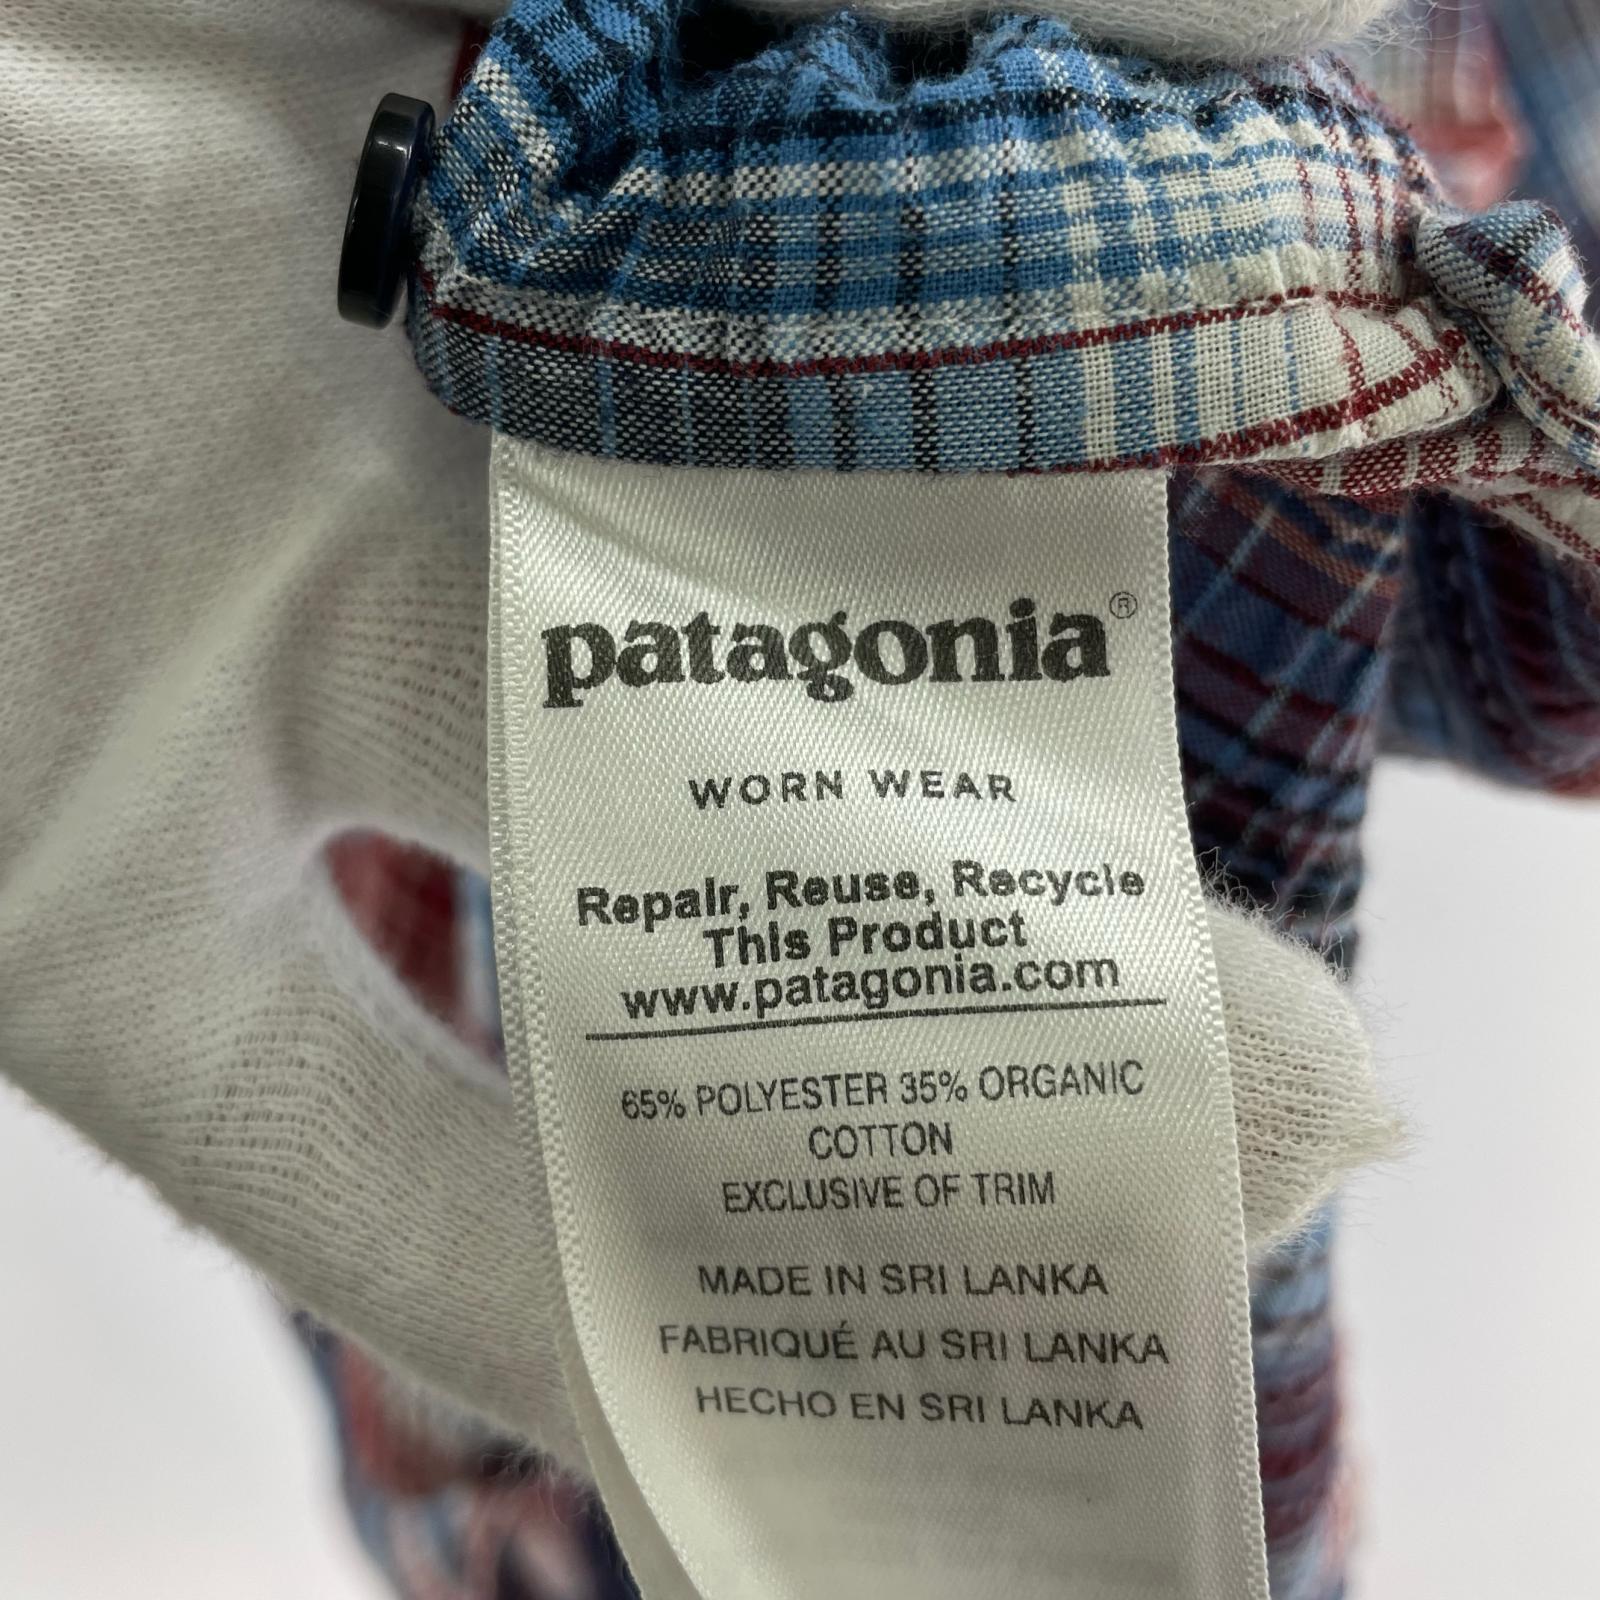 patagonia®
WORN WEAR
Repair, Reuse, Recycle
This Product
www.patagonia.com
65% POLYESTER 35% ORGANIC
COTTON
EXCLUSIVE OF TRIM
MADE IN SRI LANKA
FABRIQUÉ AU SRI LANKA
HECHO EN SRI LANKA